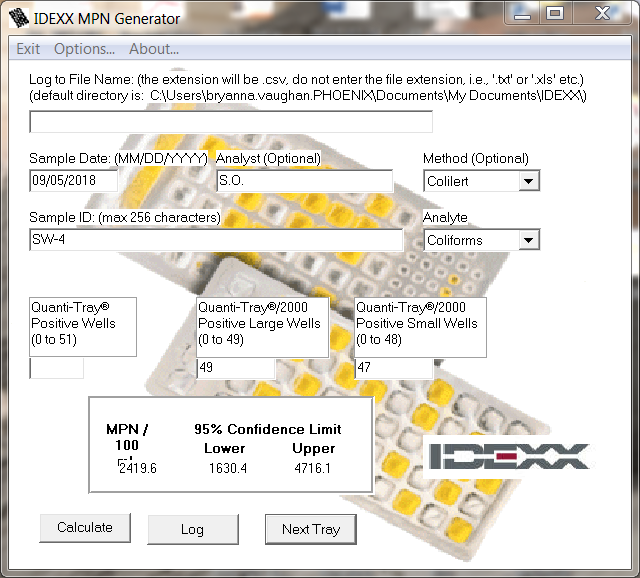 IDEXX MPN Generator
Exit Options... About...
Log to File Name: (the extension will be .csv, do not enter the file extension, i.e., '.txt' or '.xls' etc.)
(default directory is: C:\Users\bryanna.vaughan.PHOENIX\Documents\My Documents\IDEXX\)
Sample Date: (MM/DD/YYYY) Analyst (Optional) Method (Optional)
09/05/2018 S.O. Colilert
Sample ID: (max 256 characters) Analyte
SW-4 Coliforms
Quanti-Tray® Quanti-Tray®/2000 Quanti-Tray®/2000
Positive Wells Positive Large Wells Positive Small Wells
(0 to 51) (0 to 49) (0 to 48)
49 47
MPN / 95% Confidence Limit
100 Lower Upper
2419.6 1630.4 4716.1
IDEXX
Calculate Log Next Tray